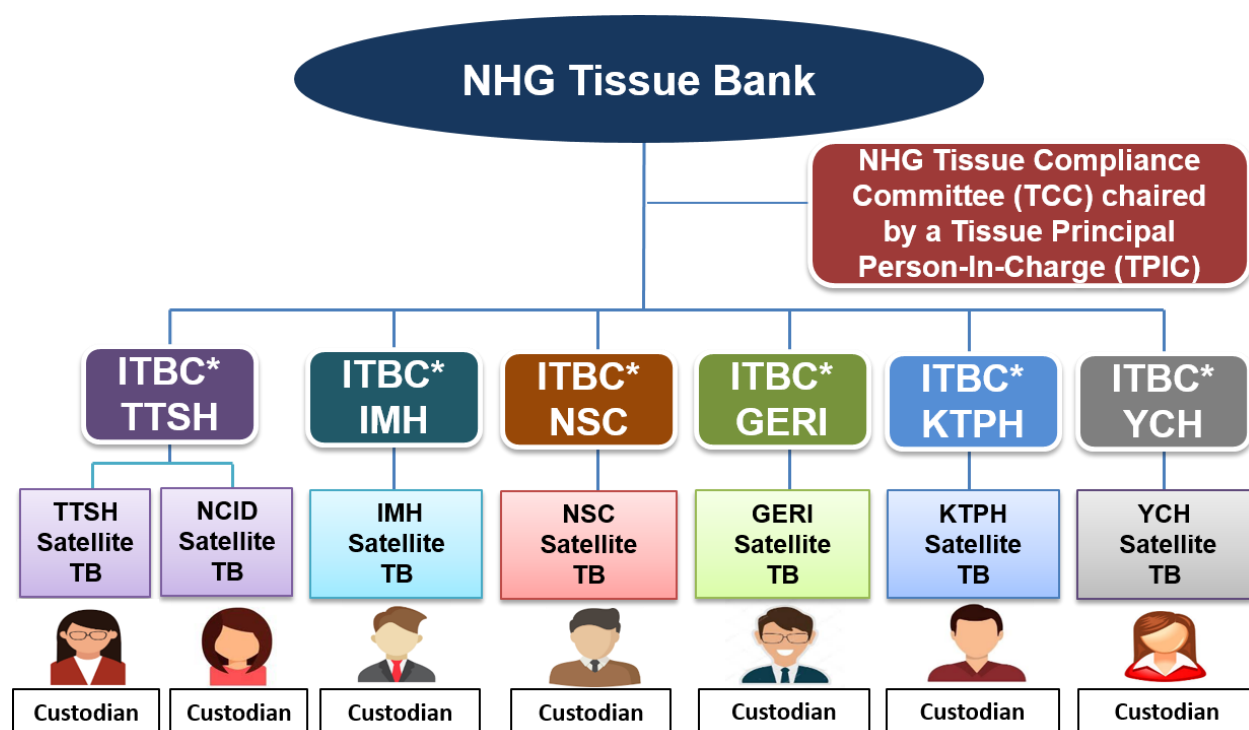 NHG Tissue Bank
NHG Tissue Compliance
Committee (TCC) chaired
by a Tissue Principal
Person-In-Charge (TPIC)
ITBC*
TTSH
ITBC*
IMH
ITBC*
NSC
ITBC*
GERI
ITBC*
KTPH
ITBC*
YCH
TTSH
Satellite
TB
NCID
Satellite
TB
IMH
Satellite
TB
NSC
Satellite
TB
GERI
Satellite
TB
KTPH
Satellite
TB
YCH
Satellite
TB
Custodian
Custodian
Custodian
Custodian
Custodian
Custodian
Custodian